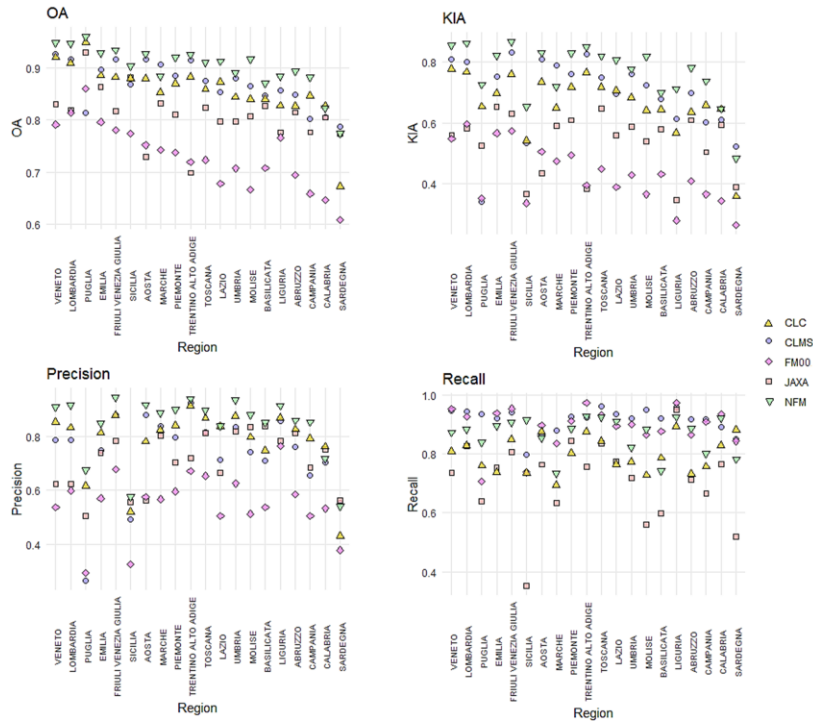 OA
0.9
0.8
0.7
0.6
OA
VENETO
LOMBARDIA
PUGLIA
EMILIA
FRIULI VENEZIA GIULIA
SICILIA
AOSTA
MARCHE
PIEMONTE
TRENTINO ALTO ADIGE
TOSCANA
LAZIO
UMBRIA
MOLISE
BASILICATA
LIGURIA
ABRUZZO
CAMPANIA
CALABRIA
SARDEGNA
Region
KIA
0.8
0.6
0.4
KIA
VENETO
LOMBARDIA
PUGLIA
EMILIA
FRIULI VENEZIA GIULIA
SICILIA
AOSTA
MARCHE
PIEMONTE
TRENTINO ALTO ADIGE
TOSCANA
LAZIO
UMBRIA
MOLISE
BASILICATA
LIGURIA
ABRUZZO
CAMPANIA
CALABRIA
SARDEGNA
Region
CLC
CLMS
FM00
JAXA
NFM
Precision
0.8
0.6
0.4
Precision
VENETO
LOMBARDIA
PUGLIA
EMILIA
FRIULI VENEZIA GIULIA
SICILIA
AOSTA
MARCHE
PIEMONTE
TRENTINO ALTO ADIGE
TOSCANA
LAZIO
UMBRIA
MOLISE
BASILICATA
LIGURIA
ABRUZZO
CAMPANIA
CALABRIA
SARDEGNA
Region
Recall
1.0
0.8
0.6
0.4
Recall
VENETO
LOMBARDIA
PUGLIA
EMILIA
FRIULI VENEZIA GIULIA
SICILIA
AOSTA
MARCHE
PIEMONTE
TRENTINO ALTO ADIGE
TOSCANA
LAZIO
UMBRIA
MOLISE
BASILICATA
LIGURIA
ABRUZZO
CAMPANIA
CALABRIA
SARDEGNA
Region